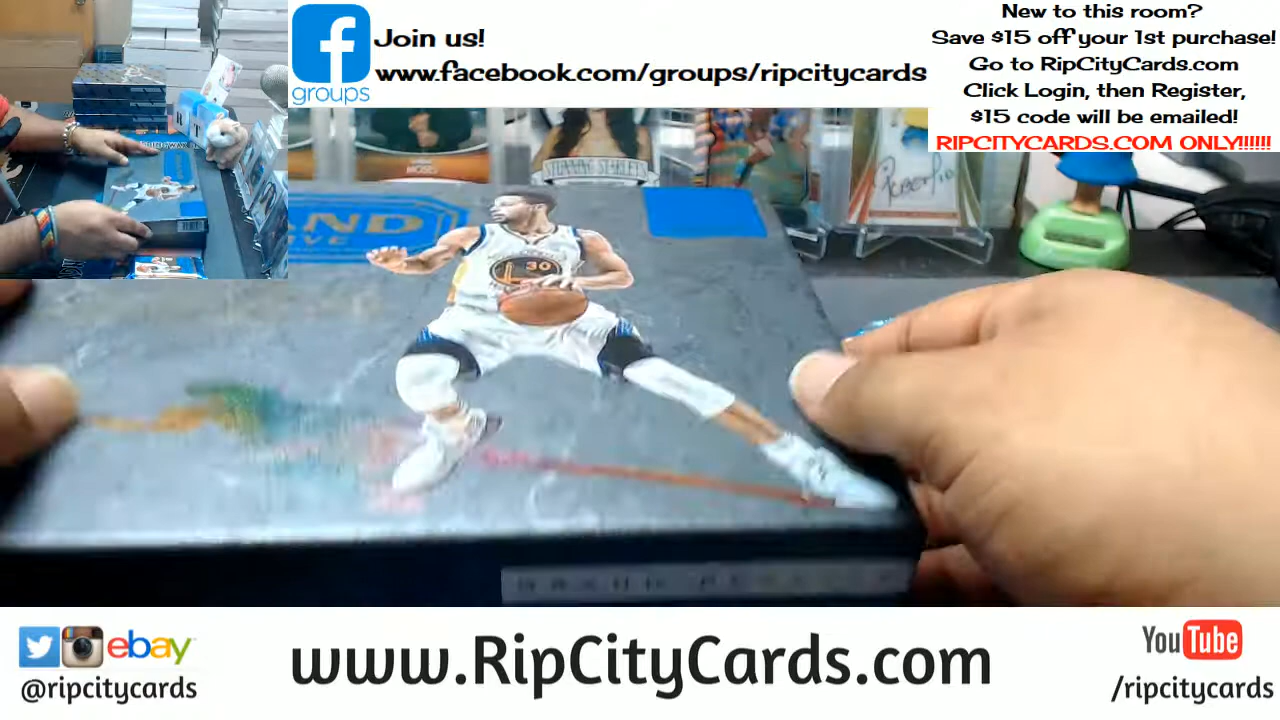 groups
Join us!
www.facebook.com/groups/ripcitycards
New to this room?
Save $15 off your 1st purchase!
Go to RipCityCards.com
Click Login, then Register,
$15 code will be emailed!
RIPCITYCARDS.COM ONLY!!!!!!
STUNNING STARLETS
30
ebay
@ripcitycards
www.RipCityCards.com
YouTube
/ripcitycards